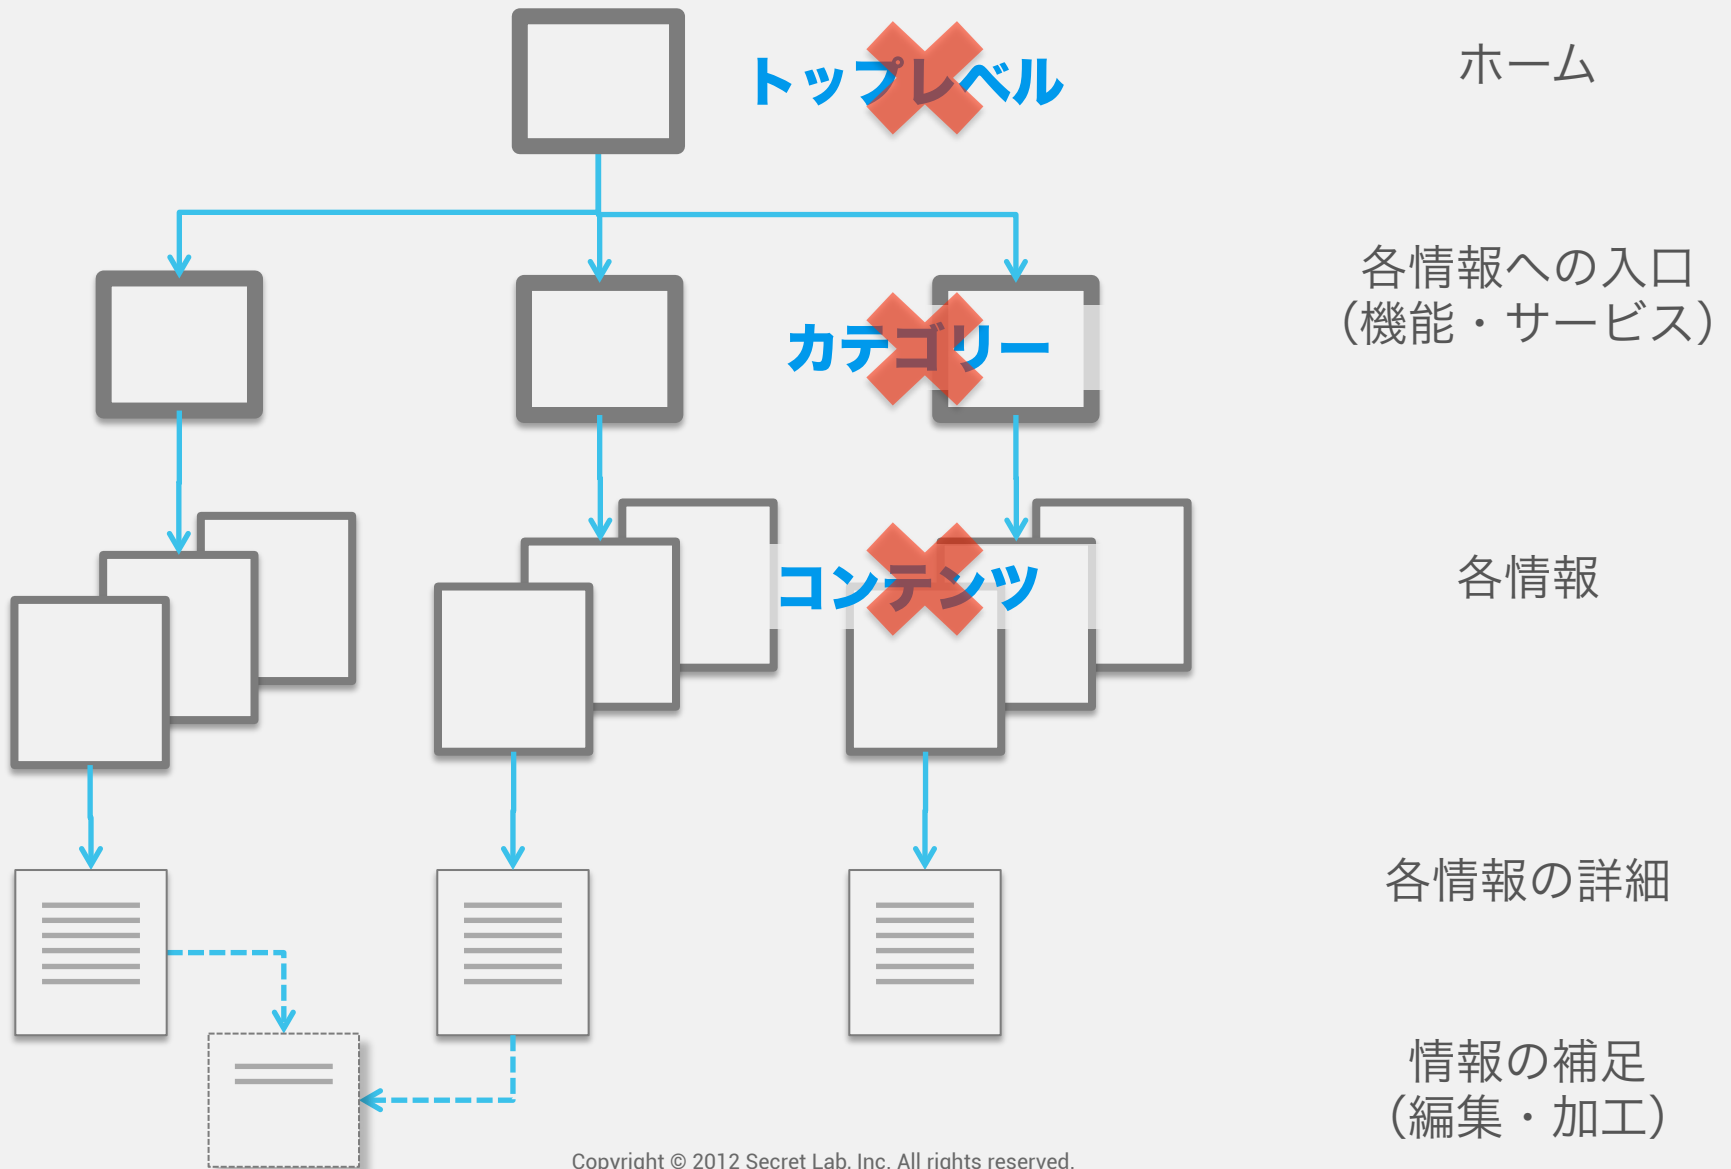 トップレベル
ホーム
各情報への入口
（機能・サービス）
カテゴリー
コンテンツ
各情報
各情報の詳細
情報の補足
（編集・加工）
Copyright © 2012 Secret Lab, Inc. All rights reserved.